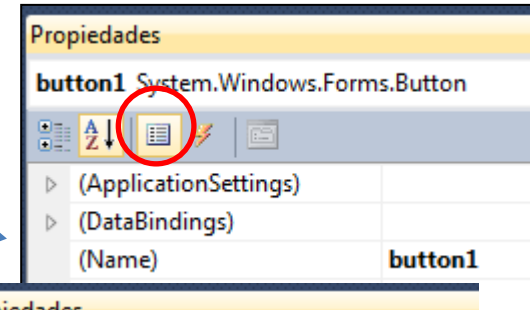 Propiedades
button1 System.Windows.Forms.Button
(ApplicationSettings)
(DataBindings)
(Name) button1